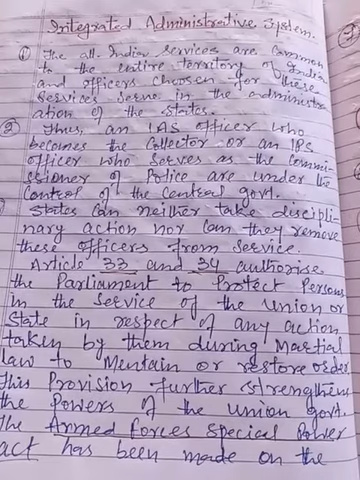 Integrated Administrative System.
① The all-Indian Services are common
to the entire territory of India
and officers choosen for these
services serve in the administr
ation of the states.
② Thus, an IAS officer who
becomes the Collector or an IPS
officer who serves as the commi-
ssioner of Police are under the
control of the central govt.
States can neither take discipli-
nary action nor can they remove
these officers from service.
Article 33 and 34 authorise
the Parliament to Protect Persons
in the service of the Union or
State in respect of any action
taken by them during Martial
law to Mentain or restore order
This Provision further strengthens
the Powers of the union govt.
The Armed forces Special Power
act has been made on the